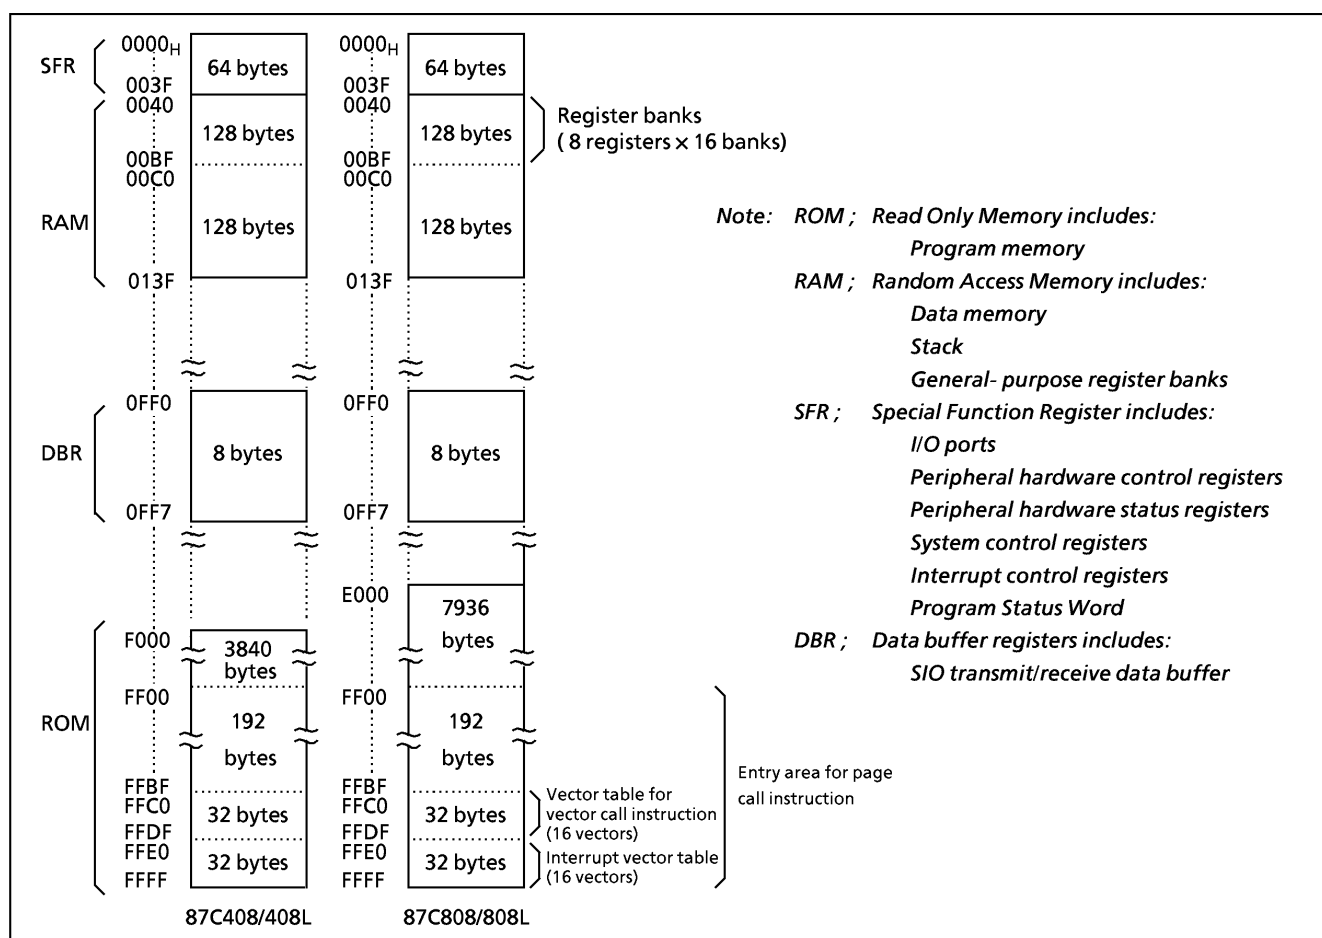 SFR
RAM
DBR
ROM
0000H
003F
0040
00BF
00C0
013F
0FF0
0FF7
F000
FF00
FFBF
FFC0
FFDF
FFE0
FFFF
64 bytes
128 bytes
128 bytes
8 bytes
3840
bytes
192
bytes
32 bytes
32 bytes
87C408/408L
0000H
003F
0040
00BF
00C0
013F
0FF0
0FF7
E000
FF00
FFBF
FFC0
FFDF
FFE0
FFFF
64 bytes
128 bytes
128 bytes
8 bytes
7936
bytes
192
bytes
32 bytes
32 bytes
87C808/808L
Register banks
( 8 registers × 16 banks)
Vector table for
vector call instruction
(16 vectors)
Interrupt vector table
(16 vectors)
Entry area for page
call instruction
Note: ROM ; Read Only Memory includes:
Program memory
RAM ; Random Access Memory includes:
Data memory
Stack
General- purpose register banks
SFR ; Special Function Register includes:
I/O ports
Peripheral hardware control registers
Peripheral hardware status registers
System control registers
Interrupt control registers
Program Status Word
DBR ; Data buffer registers includes:
SIO transmit/receive data buffer